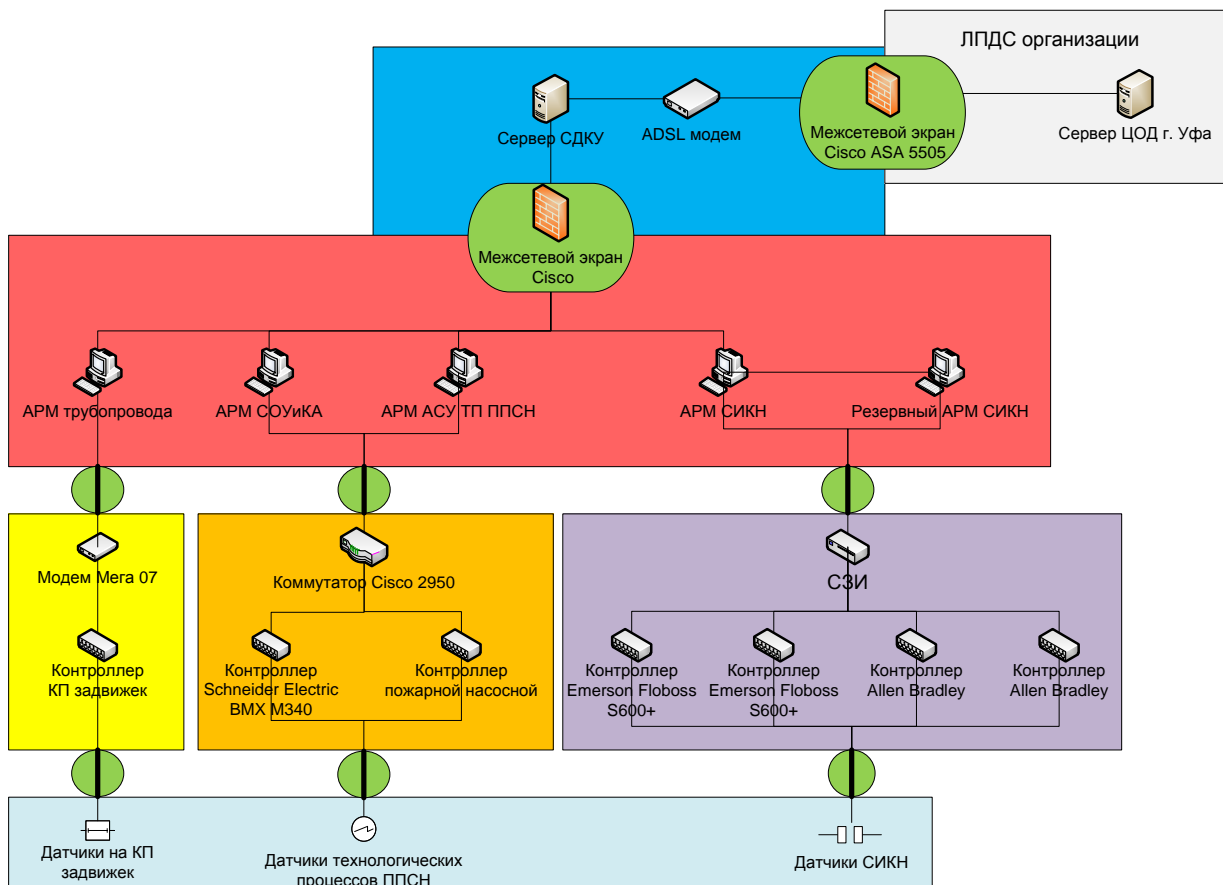 ЛПДС организации
Сервер СДКУ
ADSL модем
Межсетевой экран
Cisco ASA 5505
Сервер ЦОД г. Уфа
Межсетевой экран
Cisco
АРМ трубопровода
АРМ СОУиКА
АРМ АСУ ТП ППСН
АРМ СИКН
Резервный АРМ СИКН
Модем Мега 07
Коммутатор Cisco 2950
СЗИ
Контроллер
КП задвижек
Контроллер
Schneider Electric
BMX M340
Контроллер
пожарной насосной
Контроллер
Emerson Floboss
S600+
Контроллер
Emerson Floboss
S600+
Контроллер
Allen Bradley
Контроллер
Allen Bradley
Датчики на КП
задвижек
Датчики технологических
процессов ППСН
Датчики СИКН